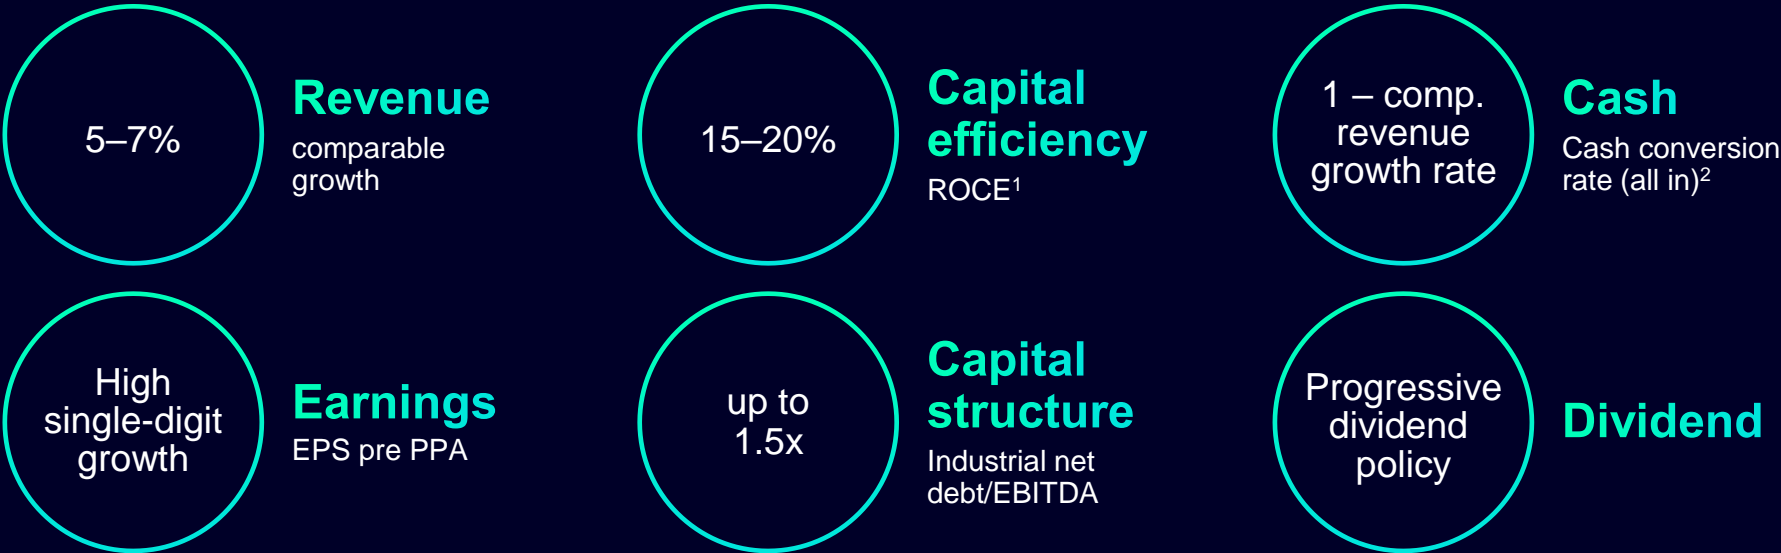 5–7%
Revenue
comparable
growth
15–20%
Capital
efficiency
ROCE¹
1 – comp.
revenue
growth rate
Cash
Cash conversion
rate (all in)²
High
single-digit
growth
Earnings
EPS pre PPA
up to
1.5x
Capital
structure
Industrial net
debt/EBITDA
Progressive
dividend
policy
Dividend